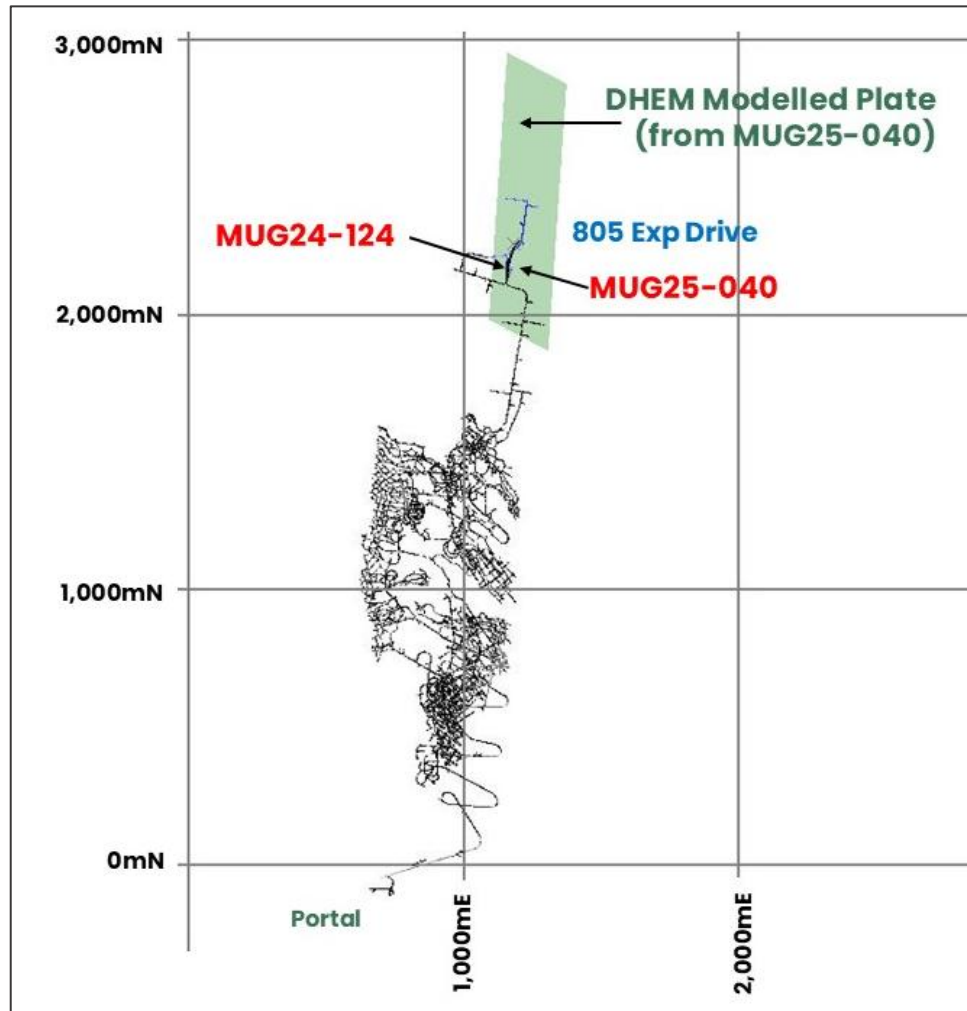 3,000mN
DHEM Modelled Plate
(from MUG25-040)
MUG24-124
805 Exp Drive
MUG25-040
2,000mN
1,000mN
0mN
Portal
1,000mE
2,000mE